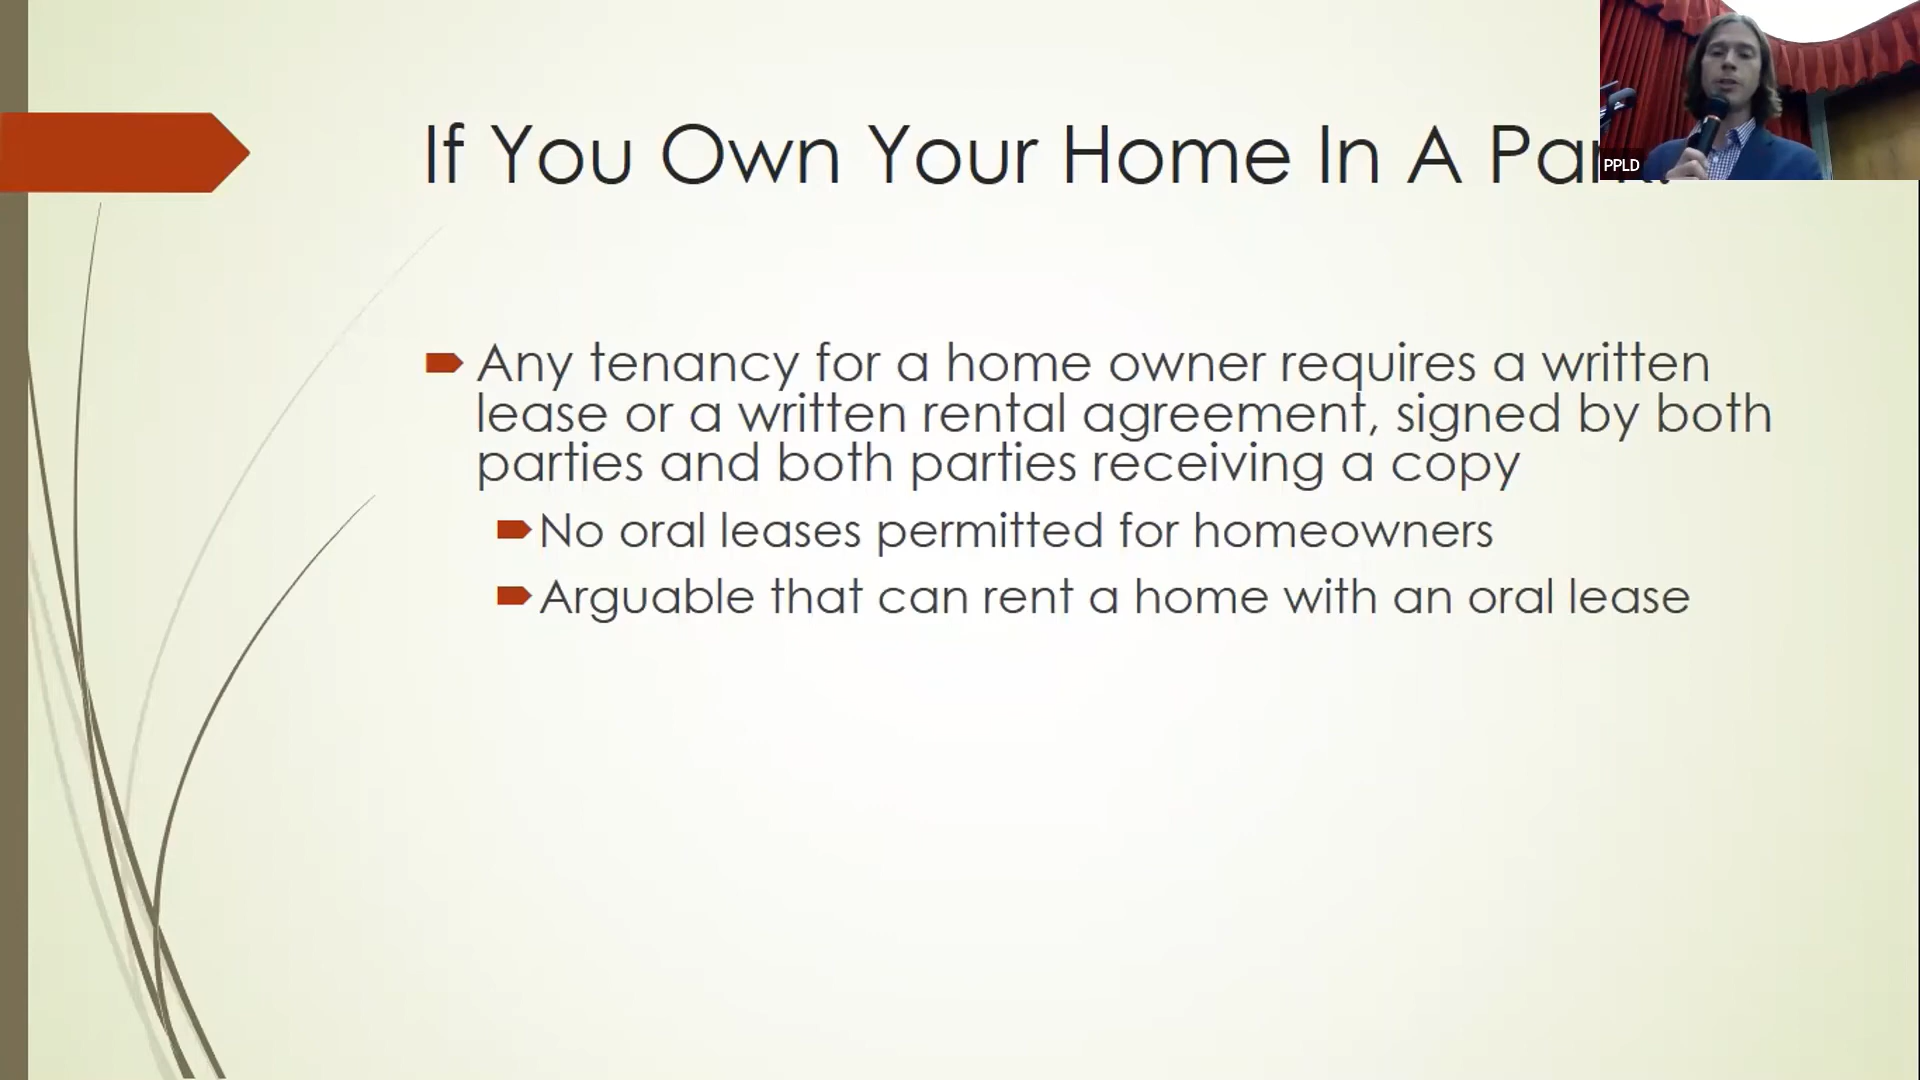 If You Own Your Home In A Park:
PPLD
Any tenancy for a home owner requires a written
lease or a written rental agreement, signed by both
parties and both parties receiving a copy
No oral leases permitted for homeowners
Arguable that can rent a home with an oral lease